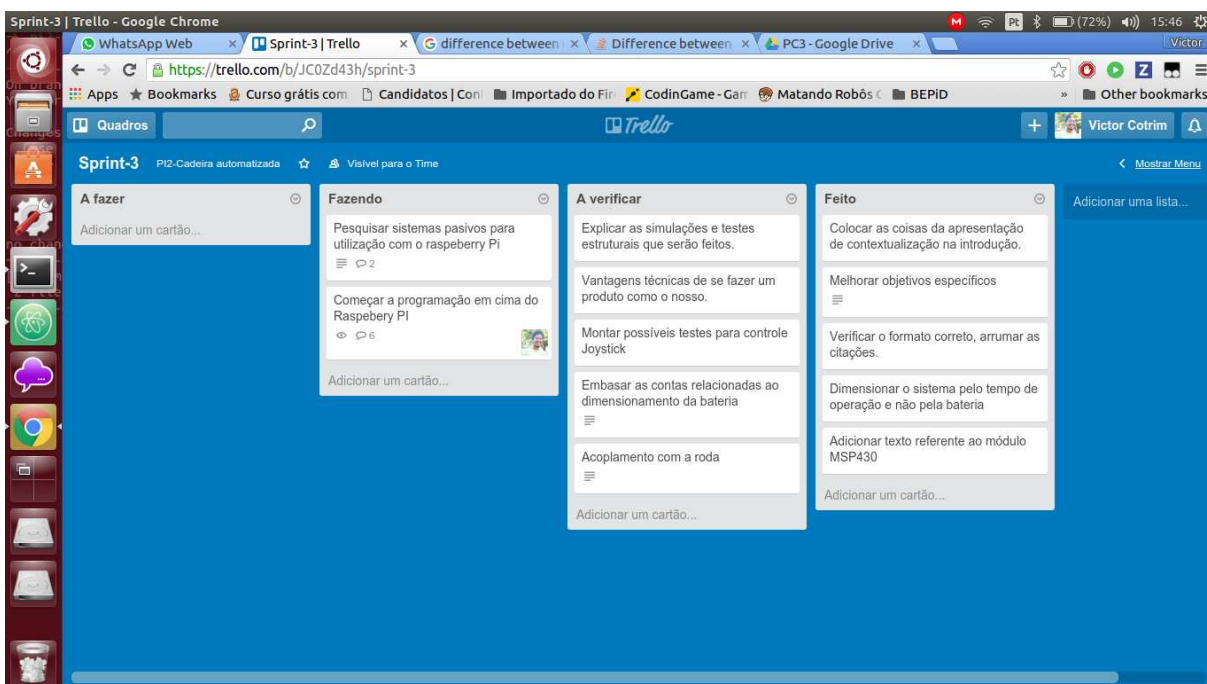 Sprint-3 | Trello - Google Chrome
Pt
(72%)
15:46
WhatsApp Web
Sprint-3 | Trello
difference between
Difference between
PC3 - Google Drive
Victor
https://trello.com/b/JC0Zd43h/sprint-3
Apps
Bookmarks
Curso grátis com
Candidatos | Con
Importado do Fir
CodinGame - Gam
Matando Robôs
BEPiD
»
Other bookmarks
Quadros
Trello
Victor Cotrim
Sprint-3
PI2-Cadeira automatizada
Visível para o Time
Mostrar Menu
A fazer
Adicionar um cartão...
Fazendo
Pesquisar sistemas pasivos para
utilização com o raspeberry Pi
2
Começar a programação em cima do
Raspebery PI
6
Adicionar um cartão...
A verificar
Explicar as simulações e testes
estruturais que serão feitos.
Vantagens técnicas de se fazer um
produto como o nosso.
Montar possíveis testes para controle
Joystick
Embasar as contas relacionadas ao
dimensionamento da bateria
Acoplamento com a roda
Adicionar um cartão...
Feito
Colocar as coisas da apresentação
de contextualização na introdução.
Melhorar objetivos específicos
Verificar o formato correto, arrumar as
citações.
Dimensionar o sistema pelo tempo de
operação e não pela bateria
Adicionar texto referente ao módulo
MSP430
Adicionar um cartão...
Adicionar uma lista...